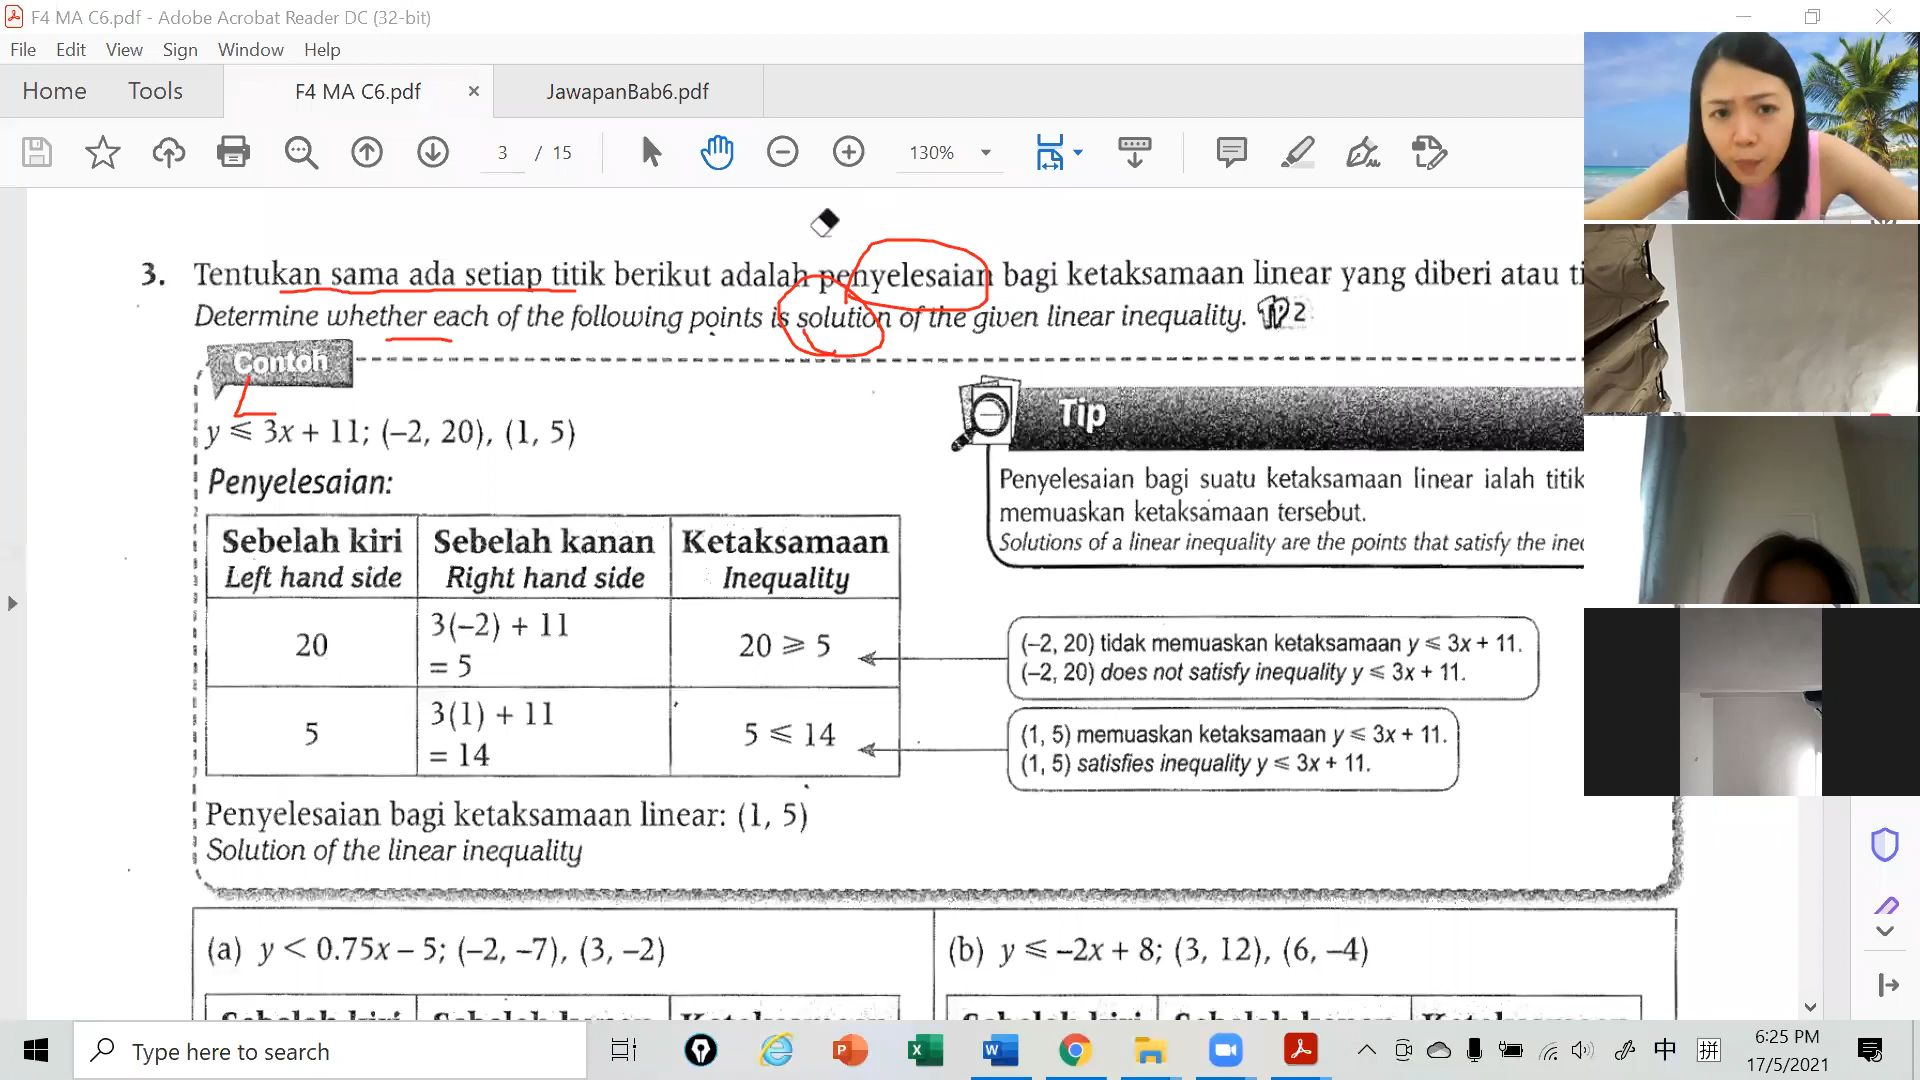 F4 MA C6.pdf - Adobe Acrobat Reader DC (32-bit)
File Edit View Sign Window Help
Home Tools F4 MA C6.pdf × JawapanBab6.pdf
3 / 15 130%
3. Tentukan sama ada setiap titik berikut adalah penyelesaian bagi ketaksamaan linear yang diberi atau
Determine whether each of the following points is solution of the given linear inequality. TP 2
Contoh
y ⩽ 3x + 11; (–2, 20), (1, 5)
Tip
Penyelesaian bagi suatu ketaksamaan linear ialah titik
memuaskan ketaksamaan tersebut.
Solutions of a linear inequality are the points that satisfy the
Penyelesaian:
Sebelah kiri Sebelah kanan Ketaksamaan
Left hand side Right hand side Inequality
20 3(–2) + 11 20 ⩾ 5
= 5
(–2, 20) tidak memuaskan ketaksamaan y ⩽ 3x + 11.
(–2, 20) does not satisfy inequality y ⩽ 3x + 11.
5 3(1) + 11 5 ⩽ 14
= 14
(1, 5) memuaskan ketaksamaan y ⩽ 3x + 11.
(1, 5) satisfies inequality y ⩽ 3x + 11.
Penyelesaian bagi ketaksamaan linear: (1, 5)
Solution of the linear inequality
(a) y < 0.75x – 5; (–2, –7), (3, –2)
(b) y ⩽ –2x + 8; (3, 12), (6, –4)
Type here to search
中 拼
6:25 PM
17/5/2021